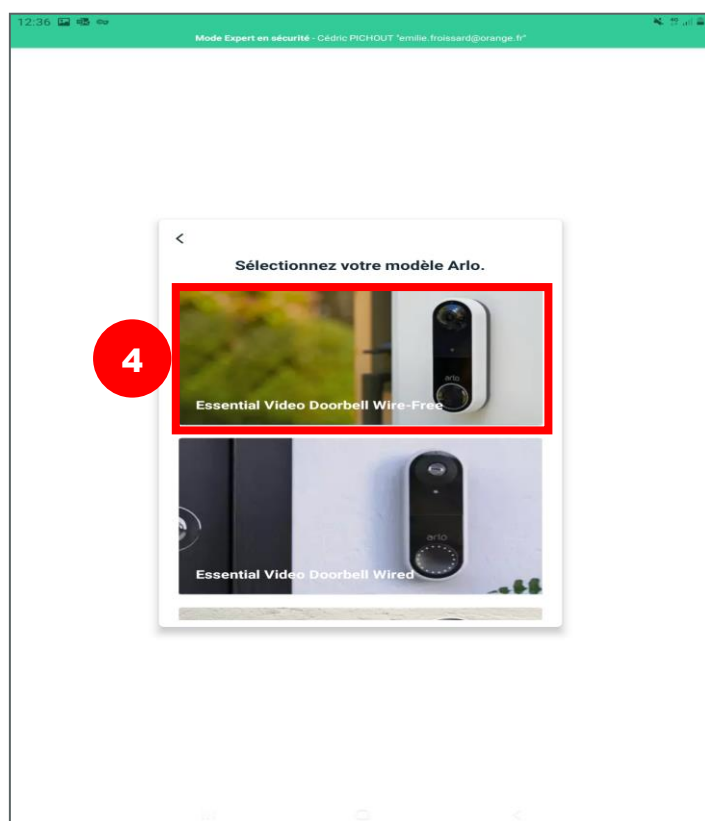 12:36
Mode Expert en sécurité - Cédric PICHOUT "emilie.froissard@orange.fr"
Sélectionnez votre modèle Arlo.
4
arlo
Essential Video Doorbell Wire-Free
arlo
Essential Video Doorbell Wired